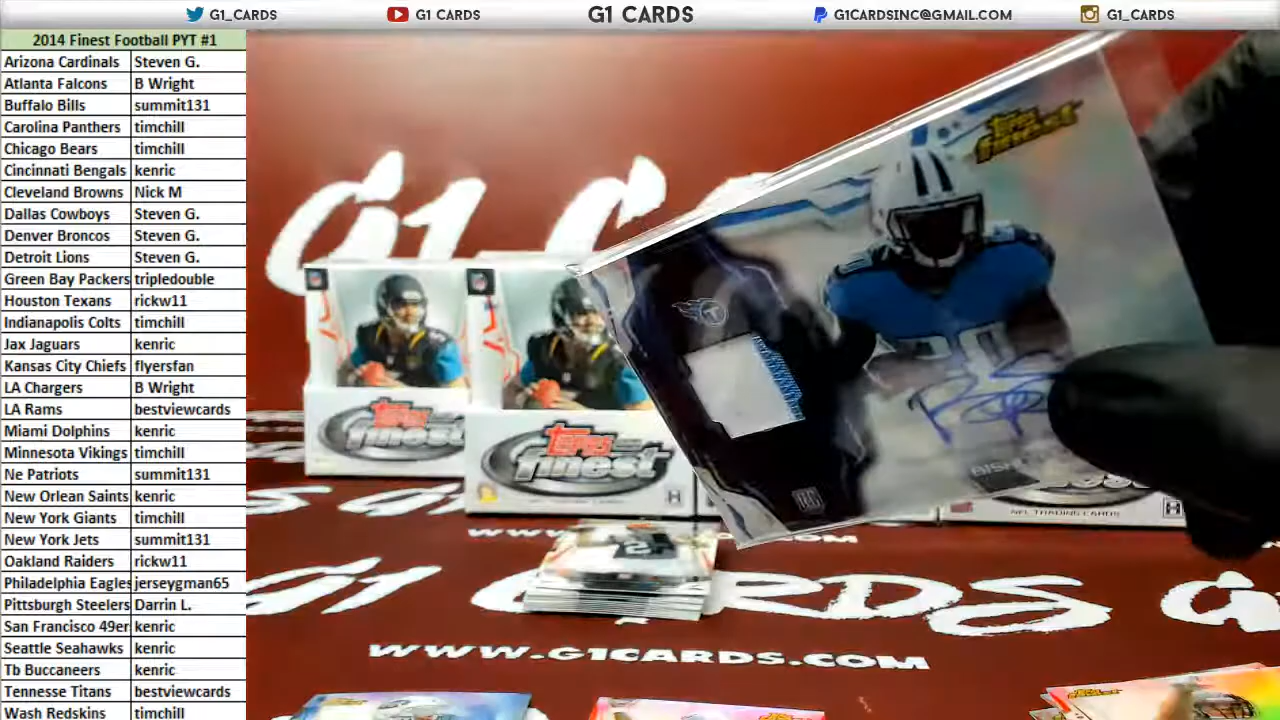 G1_CARDS
G1 CARDS
G1 CARDS
G1CARDSINC@GMAIL.COM
G1_CARDS
2014 Finest Football PYT #1
Arizona Cardinals Steven G.
Atlanta Falcons B Wright
Buffalo Bills summit131
Carolina Panthers timchill
Chicago Bears timchill
Cincinnati Bengals kenric
Cleveland Browns Nick M
Dallas Cowboys Steven G.
Denver Broncos Steven G.
Detroit Lions Steven G.
Green Bay Packers tripledouble
Houston Texans rickw11
Indianapolis Colts timchill
Jax Jaguars kenric
Kansas City Chiefs flyersfan
LA Chargers B Wright
LA Rams bestviewcards
Miami Dolphins kenric
Minnesota Vikings timchill
Ne Patriots summit131
New Orlean Saints kenric
New York Giants timchill
New York Jets summit131
Oakland Raiders rickw11
Philadelphia Eagles jerseygman65
Pittsburgh Steelers Darrin L.
San Francisco 49er kenric
Seattle Seahawks kenric
Tb Buccaneers kenric
Tennesse Titans bestviewcards
Wash Redskins timchill
G1 C
Topps
finest
Topps
finest
Topps
finest
NFL TRADING CARDS
G1 CARDS
WWW.G1CARDS.COM